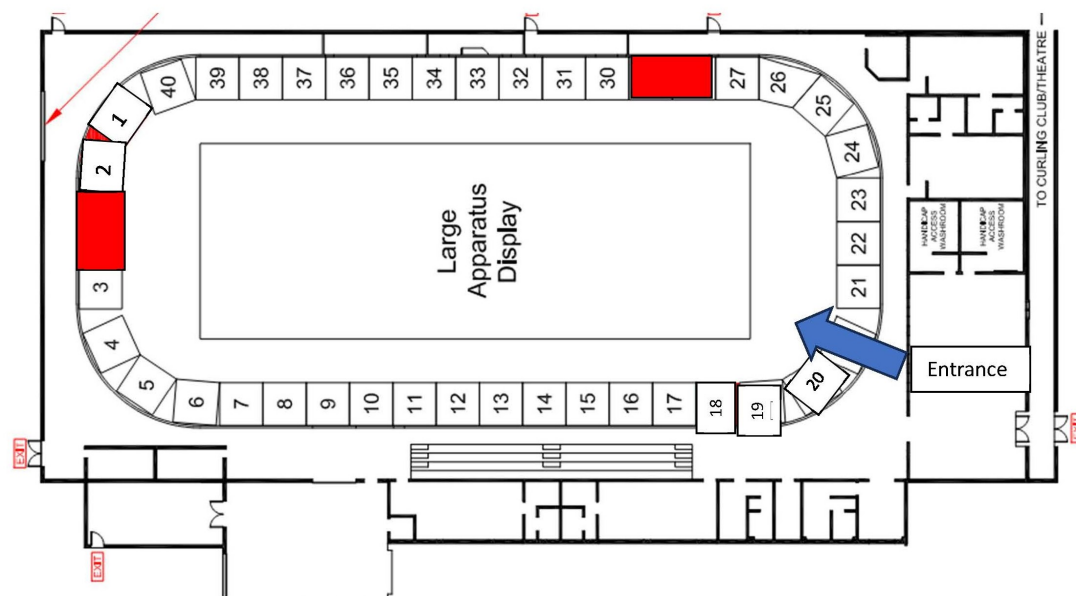 40
39
38
37
36
35
34
33
32
31
30
27
26
25
24
23
22
21
1
2
3
4
5
6
7
8
9
10
11
12
13
14
15
16
17
18
19
20
Large
Apparatus
Display
Entrance
HANDICAP
ACCESS
WASHROOM
HANDICAP
ACCESS
WASHROOM
TO CURLING CLUB/THEATRE –
EXIT
EXIT